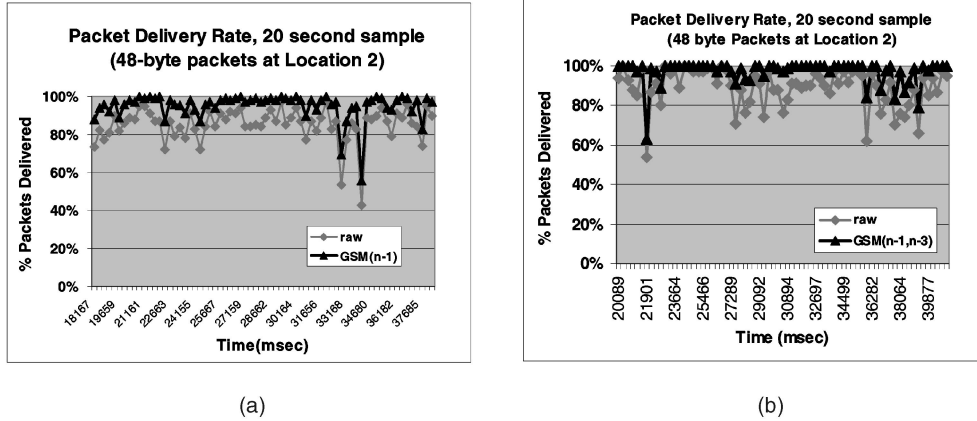 Packet Delivery Rate, 20 second sample
(48-byte packets at Location 2)
% Packets Delivered
100%
80%
60%
40%
20%
0%
raw
GSM(n-1)
18167
19659
21161
22663
24155
25667
27159
28662
30164
31656
33168
34680
36182
37685
Time(msec)
(a)
Packet Delivery Rate, 20 second sample
(48 byte Packets at Location 2)
% Packets Delivered
100%
80%
60%
40%
20%
0%
raw
GSM(n-1,n-3)
20089
21901
23664
25466
27289
29092
30894
32697
34499
36282
38064
39877
Time (msec)
(b)